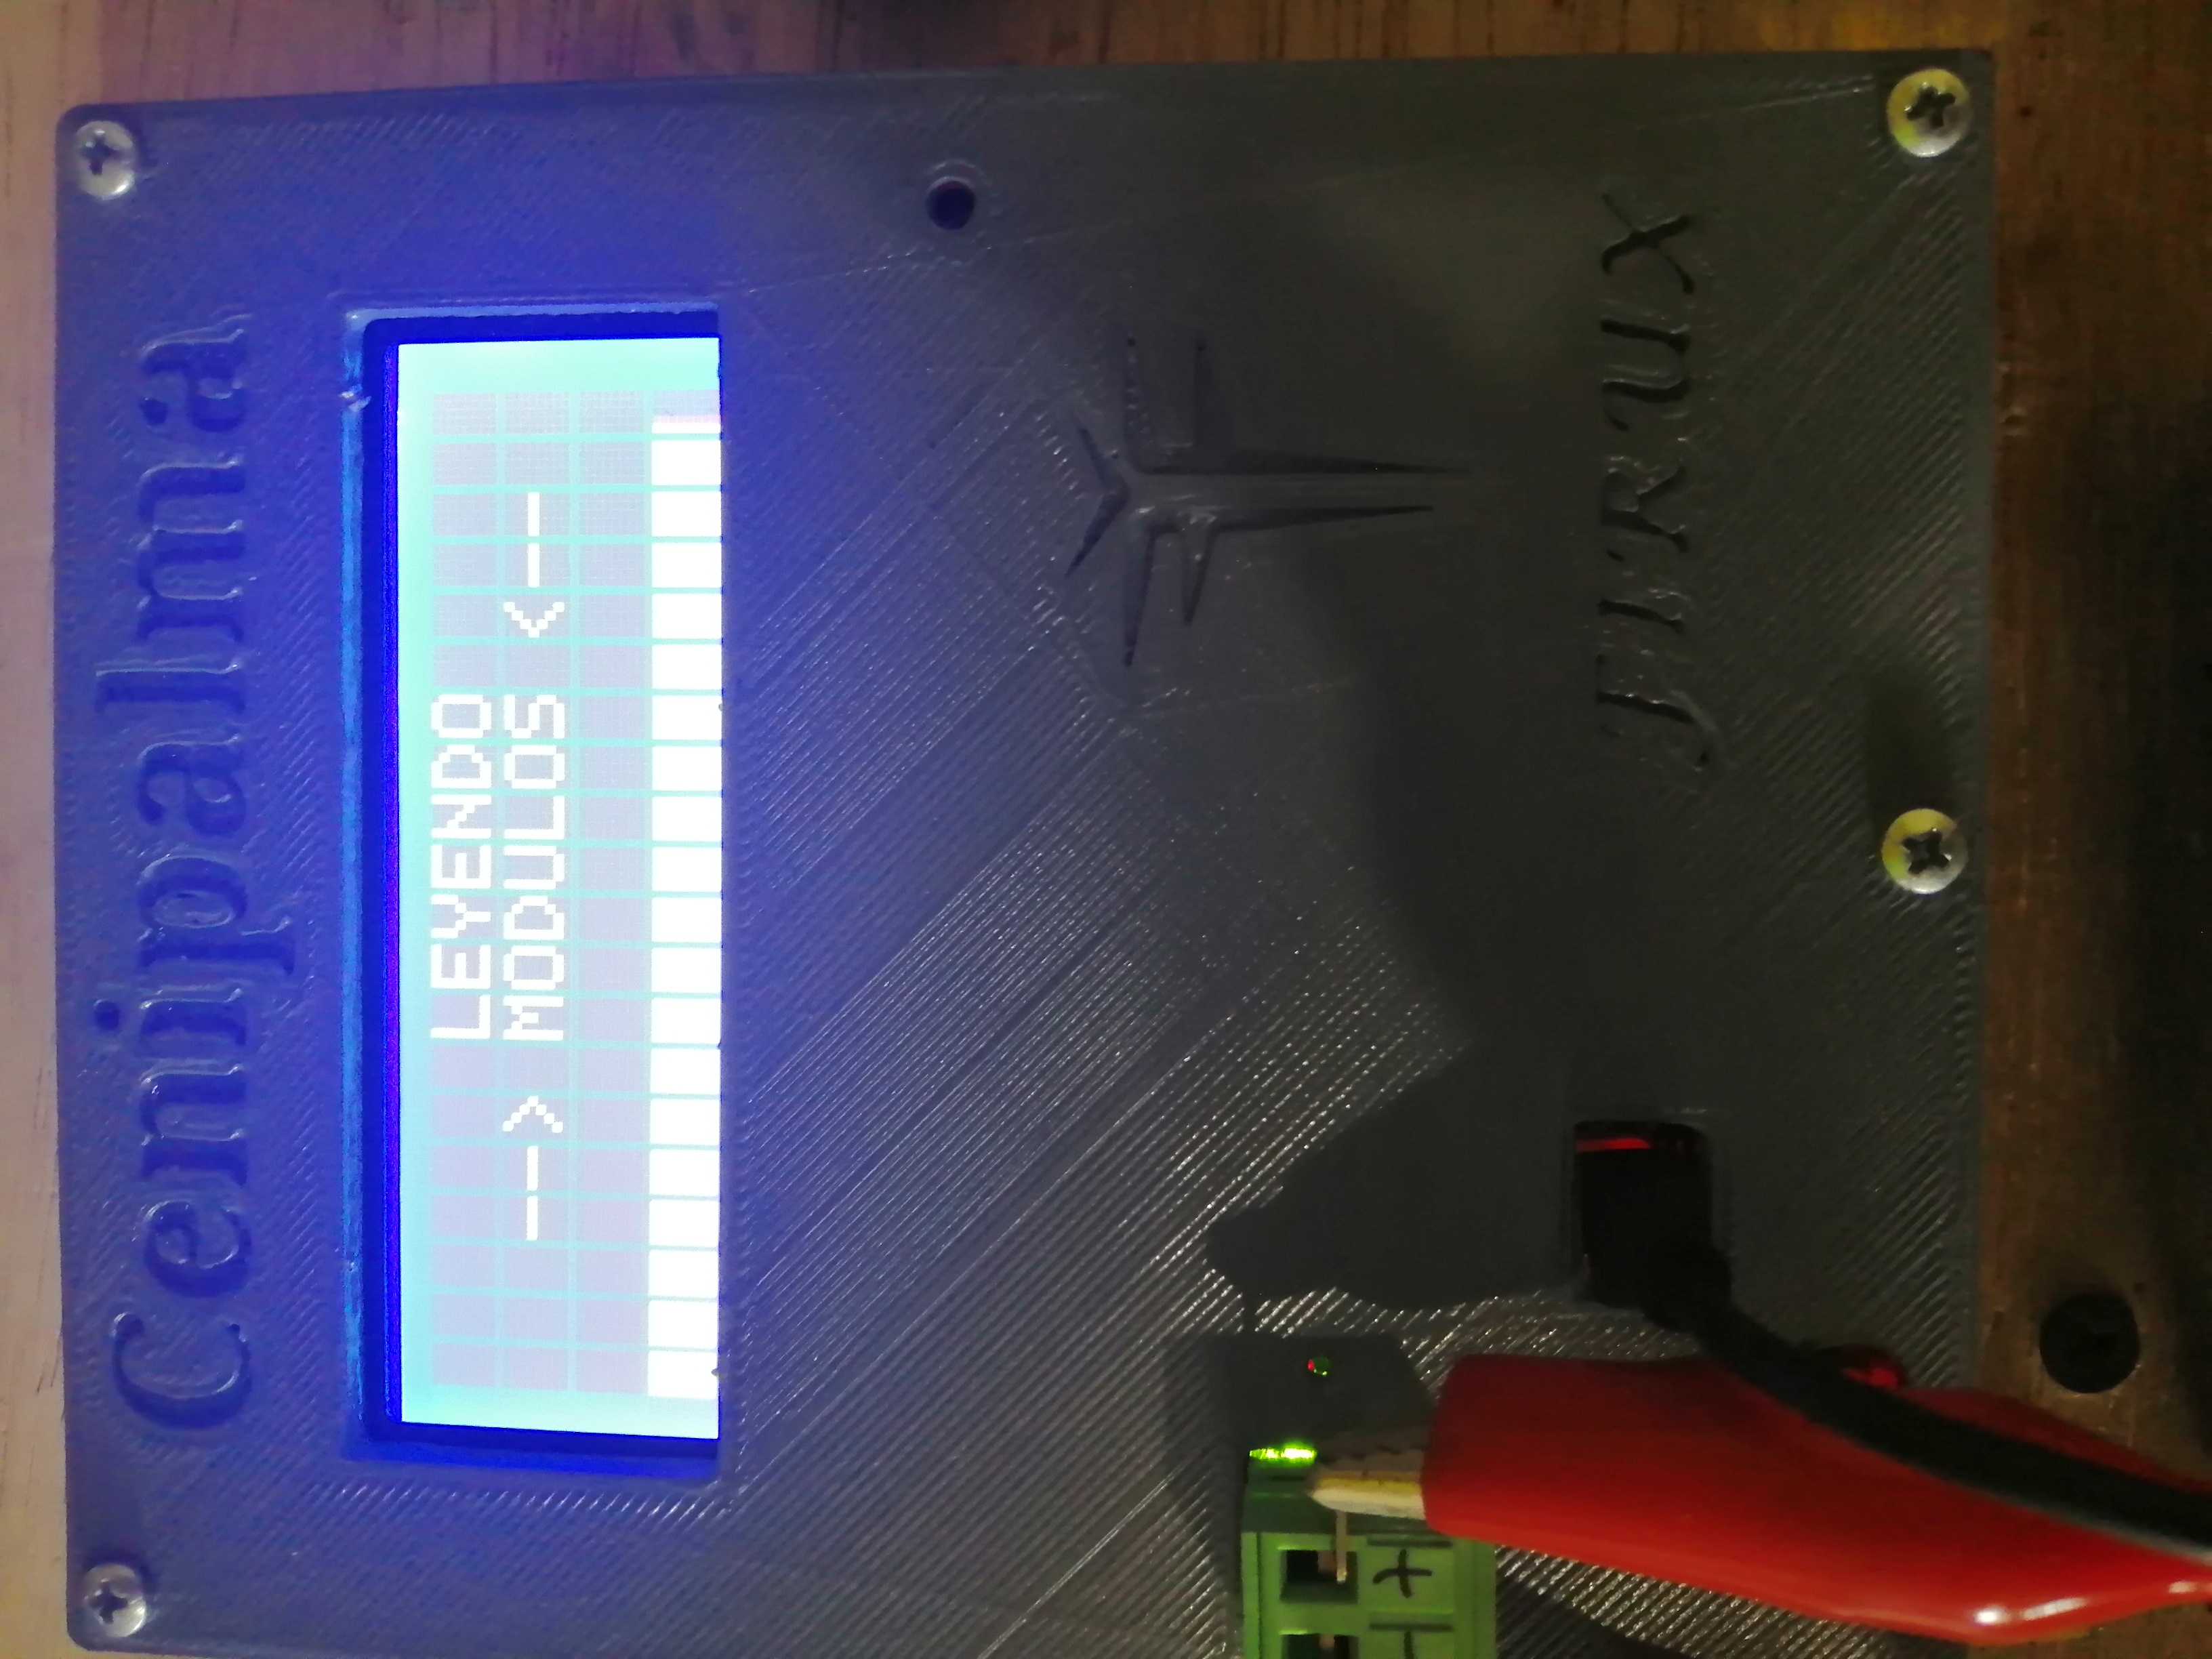 Cenipalma
LEYENDO
--> MODULOS <--
- +
FIRUX